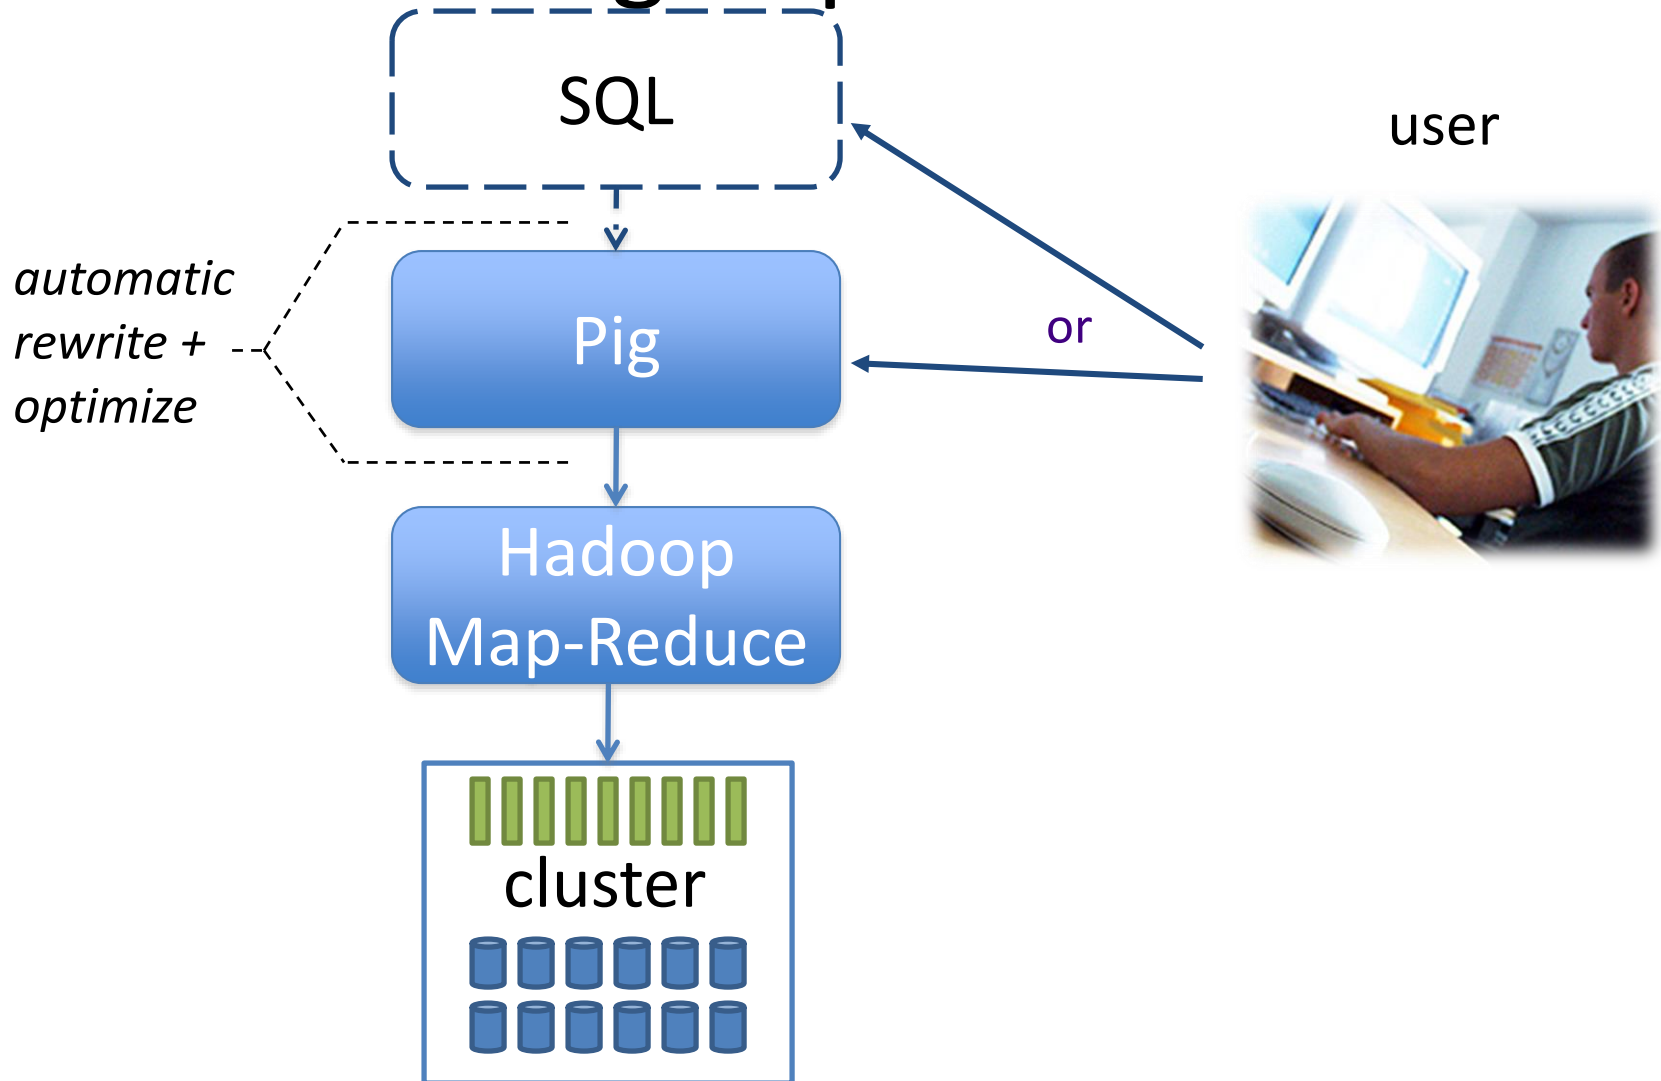 SQL
user
automatic
rewrite +
optimize
Pig
or
Hadoop
Map-Reduce
cluster